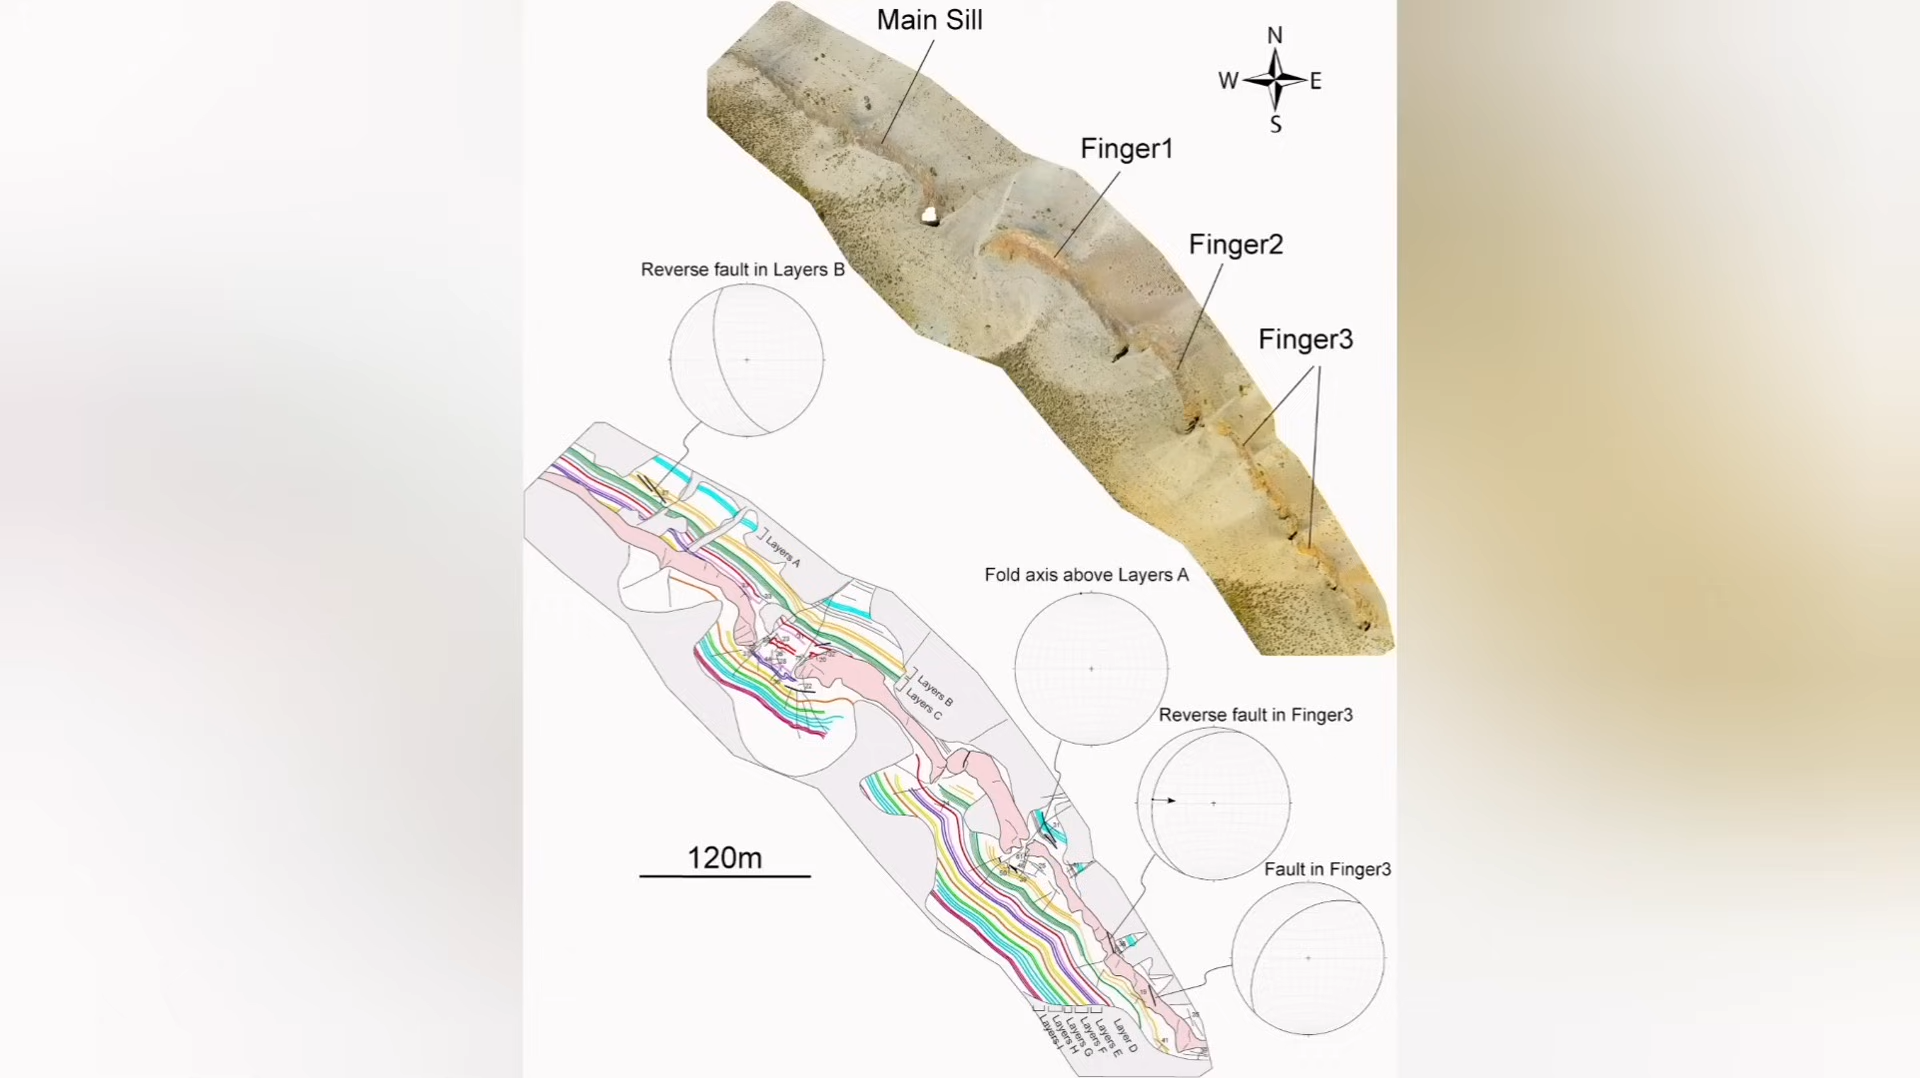 Main Sill
N
W E
S
Finger1
Finger2
Reverse fault in Layers B
Finger3
Layers A
Fold axis above Layers A
Layers B
Layers C
Reverse fault in Finger3
120m
Fault in Finger3
Layers I
Layers H
Layers G
Layers F
Layers E
Layer D